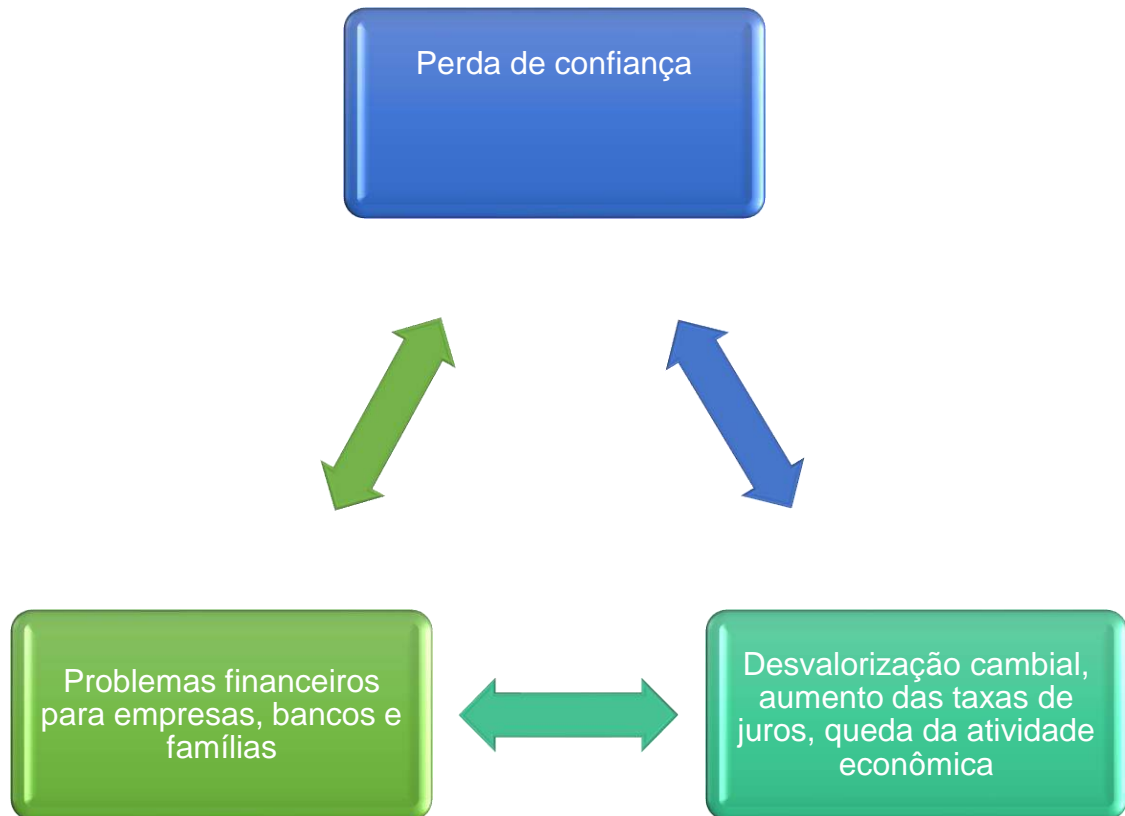 Perda de confiança
Problemas financeiros
para empresas, bancos e
famílias
Desvalorização cambial,
aumento das taxas de
juros, queda da atividade
econômica